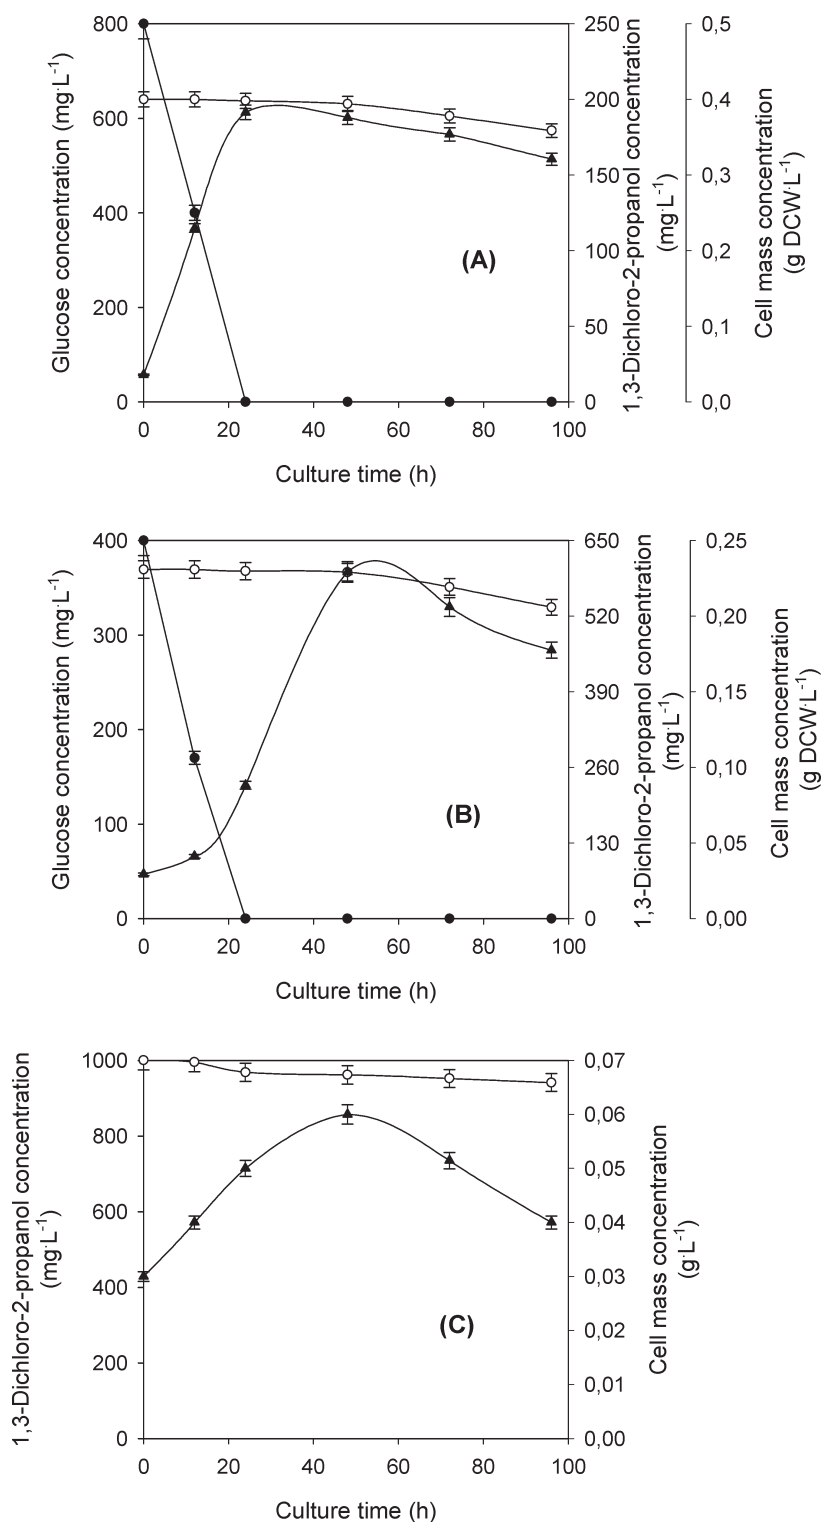 800
600
400
200
0
Glucose concentration (mg·L-1)
250
200
150
100
50
0
1,3-Dichloro-2-propanol concentration
(mg·L-1)
0,5
0,4
0,3
0,2
0,1
0,0
Cell mass concentration
(g DCW·L-1)
(A)
0 20 40 60 80 100
Culture time (h)
400
300
200
100
0
Glucose concentration (mg·L-1)
650
520
390
260
130
0
1,3-Dichloro-2-propanol concentration
(mg·L-1)
0,25
0,20
0,15
0,10
0,05
0,00
Cell mass concentration
(g DCW·L-1)
(B)
0 20 40 60 80 100
Culture time (h)
1000
800
600
400
200
0
1,3-Dichloro-2-propanol concentration
(mg·L-1)
0,07
0,06
0,05
0,04
0,03
0,02
0,01
0,00
Cell mass concentration
(g·L-1)
(C)
0 20 40 60 80 100
Culture time (h)